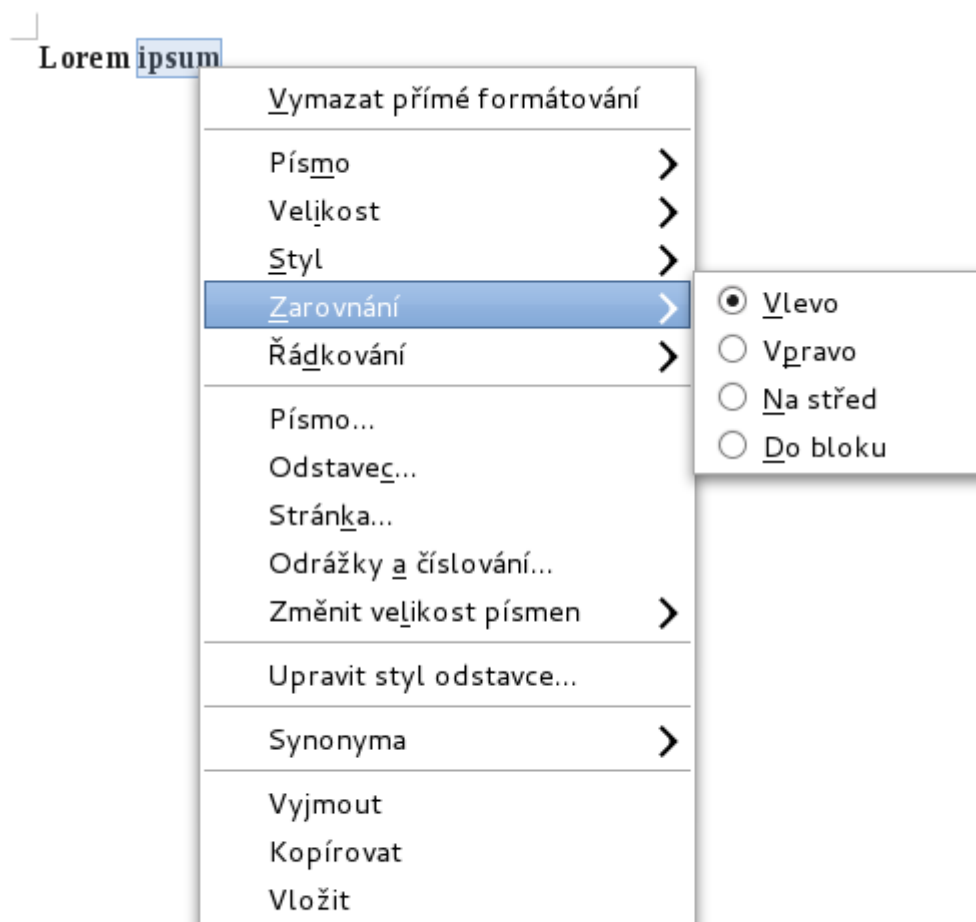 Lorem ipsum
Vymazat přímé formátování
Písmo
Velikost
Styl
Zarovnání
Řádkování
Vlevo
Vpravo
Na střed
Do bloku
Písmo...
Odstavec...
Stránka...
Odrážky a číslování...
Změnit velikost písmen
Upravit styl odstavce...
Synonyma
Vyjmout
Kopírovat
Vložit